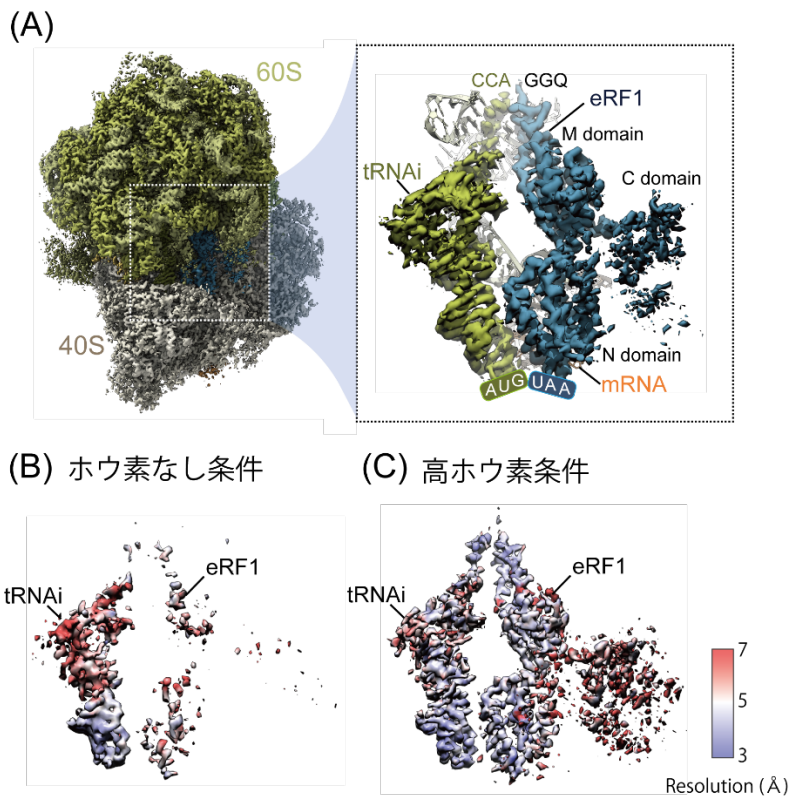 (A)
60S
40S
CCA GGQ
eRF1
M domain
tRNAi
C domain
N domain
mRNA
AUG UAA
(B) ホウ素なし条件
eRF1
tRNAi
(C) 高ホウ素条件
eRF1
tRNAi
7
5
3
Resolution (Å)